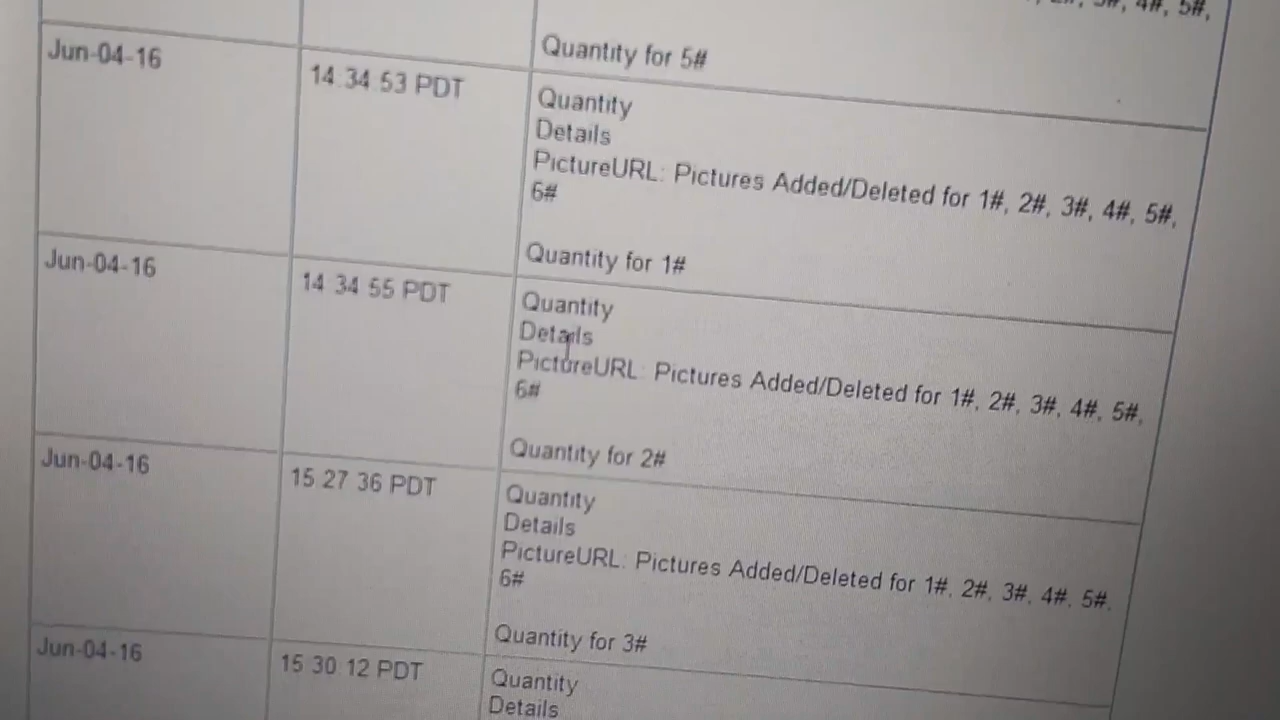 3#, 4#, 5#,
Quantity for 5#
Jun-04-16
14 34 53 PDT
Quantity
Details
PictureURL: Pictures Added/Deleted for 1#, 2#, 3#, 4#, 5#,
6#
Quantity for 1#
Jun-04-16
14 34 55 PDT
Quantity
Details
PictureURL: Pictures Added/Deleted for 1#, 2#, 3#, 4#, 5#,
6#
Quantity for 2#
Jun-04-16
15 27 36 PDT
Quantity
Details
PictureURL: Pictures Added/Deleted for 1#, 2#, 3#, 4#, 5#,
6#
Quantity for 3#
Jun-04-16
15 30 12 PDT
Quantity
Details